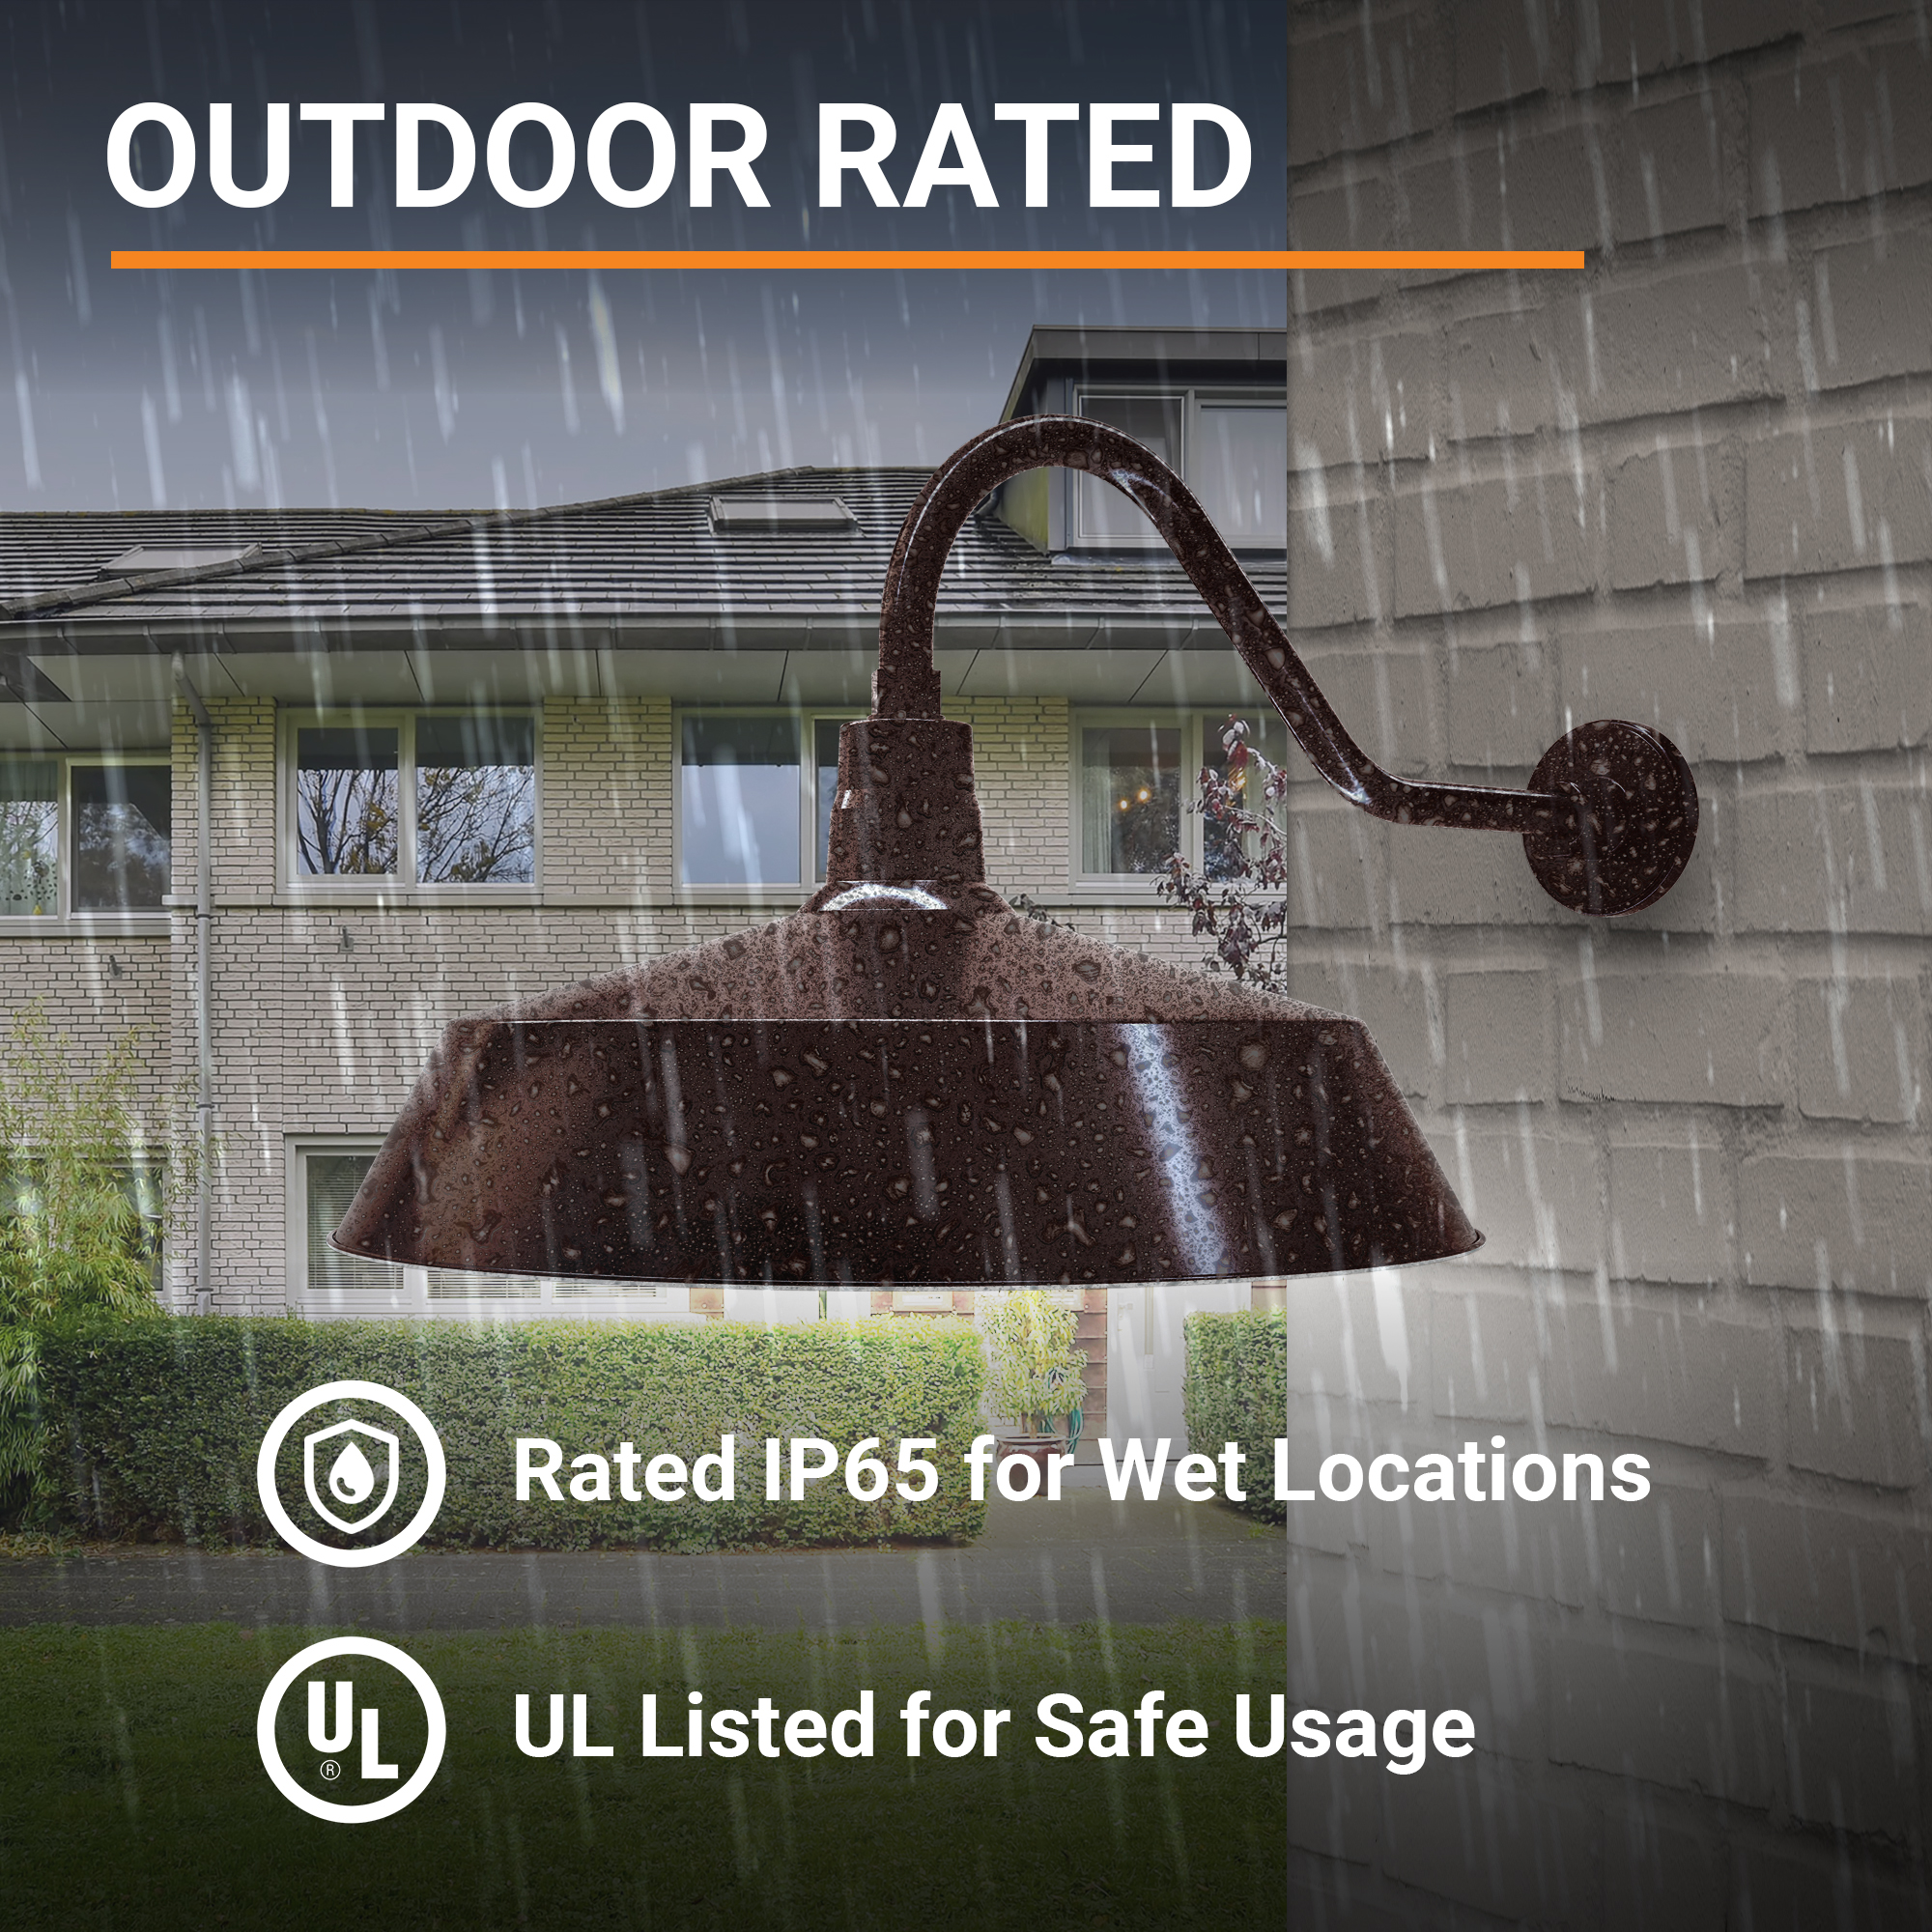 OUTDOOR RATED
Rated IP65 for Wet Locations
UL
®
UL Listed for Safe Usage